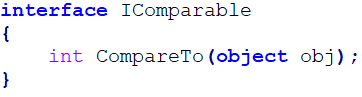 interface IComparable
{
    int CompareTo(object obj);
}